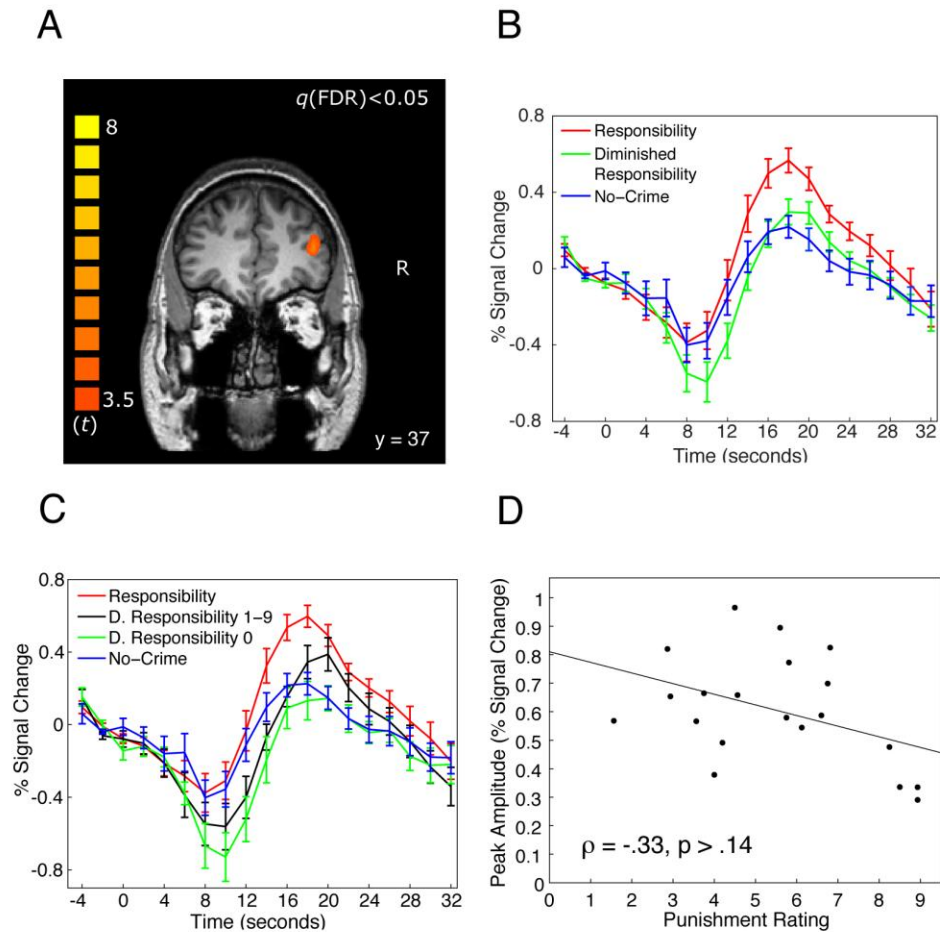 A
q(FDR)<0.05
8
R
3.5
(t)
y = 37
B
0.8
0.4
0
-0.4
-0.8
% Signal Change
Responsibility
Diminished
Responsibility
No–Crime
-4 0 4 8 12 16 20 24 28 32
Time (seconds)
C
0.8
0.4
0
-0.4
-0.8
% Signal Change
Responsibility
D. Responsibility 1–9
D. Responsibility 0
No–Crime
-4 0 4 8 12 16 20 24 28 32
Time (seconds)
D
Peak Amplitude (% Signal Change)
1
0.9
0.8
0.7
0.6
0.5
0.4
0.3
0.2
0.1
0
ρ = -.33, p > .14
0 1 2 3 4 5 6 7 8 9
Punishment Rating